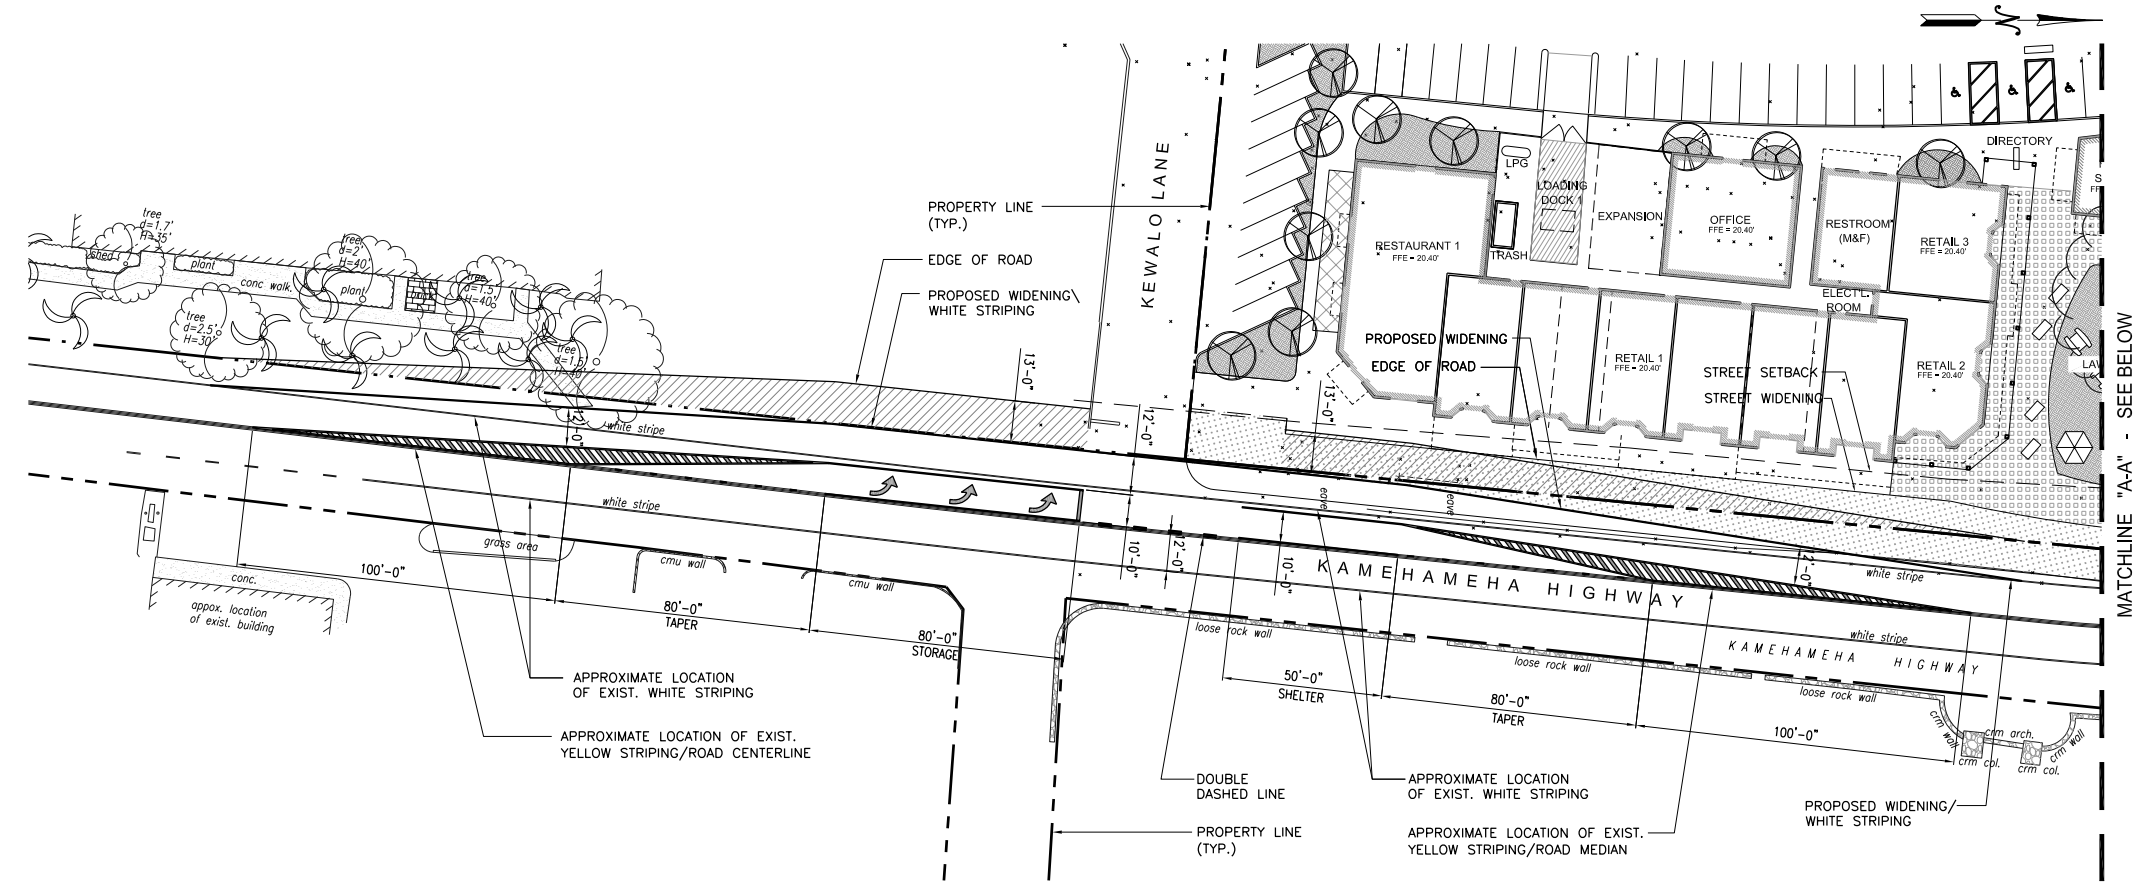 N
DIRECTORY
LPG
LOADING
DOCK 1
EXPANSION
OFFICE
FFE = 20.40'
RESTROOM
(M&F)
RETAIL 3
FFE = 20.40'
RESTAURANT 1
FFE = 20.40'
TRASH
ELECT'L.
ROOM
RETAIL 1
FFE = 20.40'
RETAIL 2
FFE = 20.40'
KEWALO LANE
PROPERTY LINE
(TYP.)
EDGE OF ROAD
PROPOSED WIDENING\
WHITE STRIPING
PROPOSED WIDENING
EDGE OF ROAD
STREET SETBACK
STREET WIDENING
MATCHLINE "A-A" - SEE BELOW
tree
d=1.7'
H=35'
shed
plant
conc walk.
tree
d=2'
H=40'
plant
tree
d=1.5'
H=40'
tree
d=2.5'
H=30'
tree
d=1.5'
13'-0"
12'-0"
13'-0"
white stripe
white stripe
eave
eave
grass area
cmu wall
cmu wall
conc.
appox. location
of exist. building
100'-0"
80'-0"
TAPER
80'-0"
STORAGE
10'-0"
12'-0"
10'-0"
KAMEHAMEHA HIGHWAY
white stripe
white stripe
KAMEHAMEHA HIGHWAY
loose rock wall
loose rock wall
loose rock wall
50'-0"
SHELTER
80'-0"
TAPER
100'-0"
crm wall
crm arch.
crm wall
crm col.
crm col.
APPROXIMATE LOCATION
OF EXIST. WHITE STRIPING
APPROXIMATE LOCATION OF EXIST.
YELLOW STRIPING/ROAD CENTERLINE
DOUBLE
DASHED LINE
PROPERTY LINE
(TYP.)
APPROXIMATE LOCATION
OF EXIST. WHITE STRIPING
APPROXIMATE LOCATION OF EXIST.
YELLOW STRIPING/ROAD MEDIAN
PROPOSED WIDENING/
WHITE STRIPING